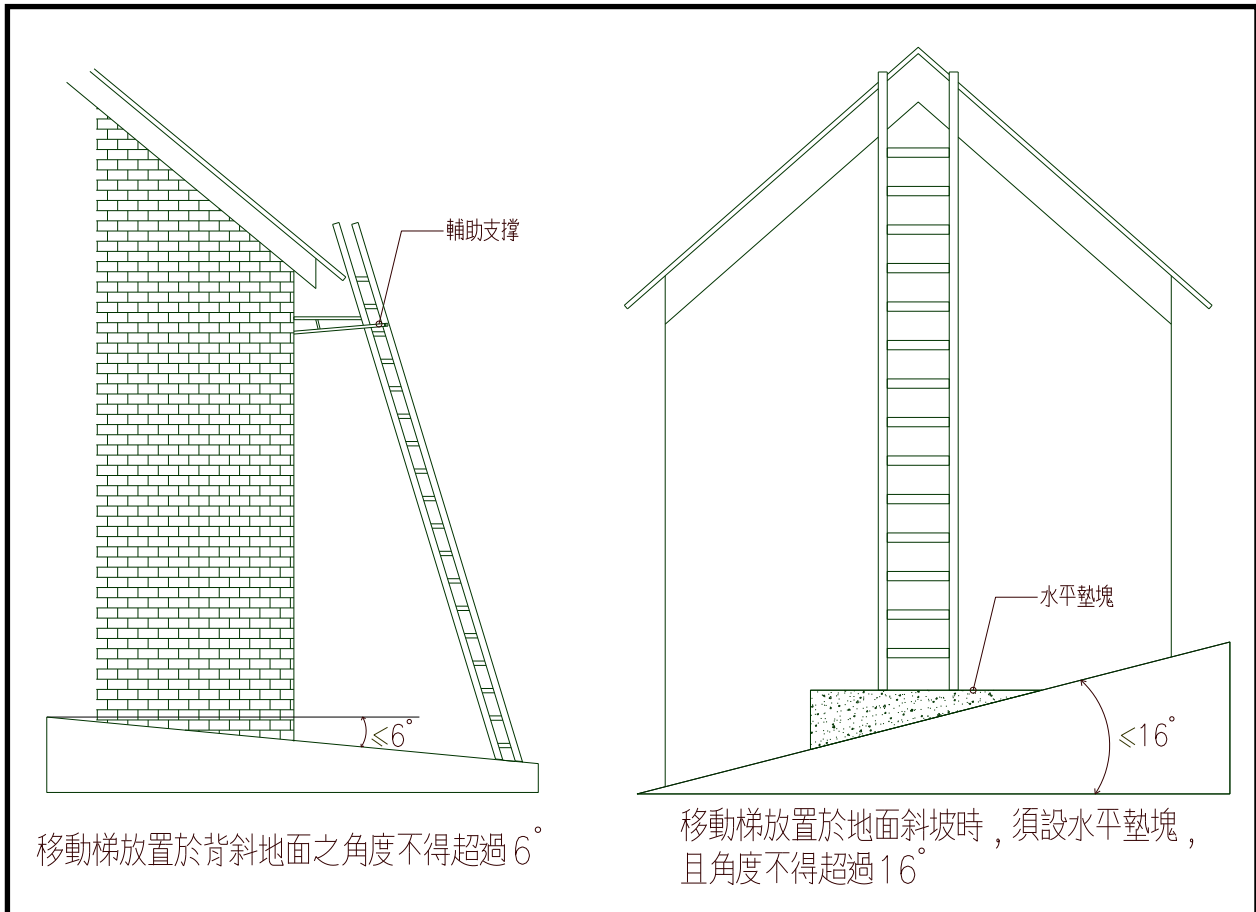 輔助支撐
≤6°
移動梯放置於背斜地面之角度不得超過6°
水平墊塊
≤16°
移動梯放置於地面斜坡時，須設水平墊塊，
且角度不得超過16°